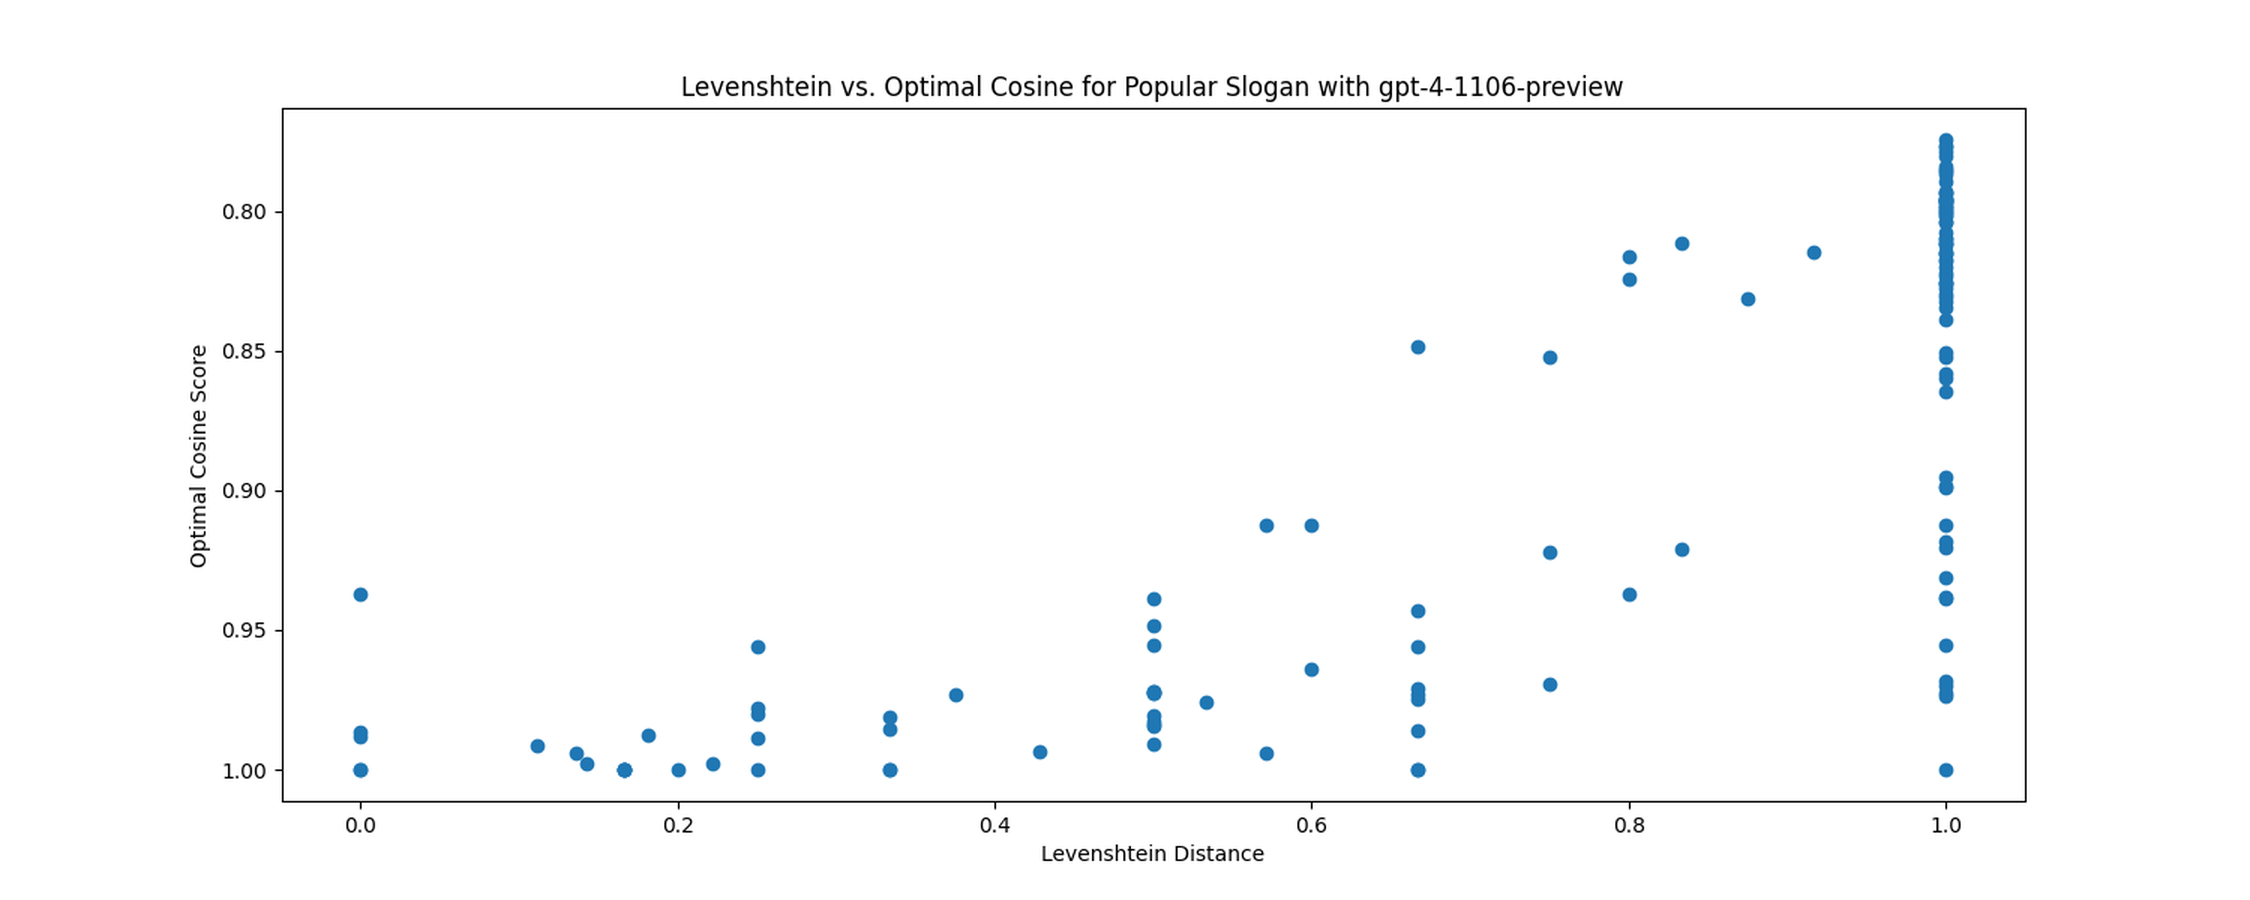 Levenshtein vs. Optimal Cosine for Popular Slogan with gpt-4-1106-preview
Optimal Cosine Score
0.80
0.85
0.90
0.95
1.00
0.0 0.2 0.4 0.6 0.8 1.0
Levenshtein Distance